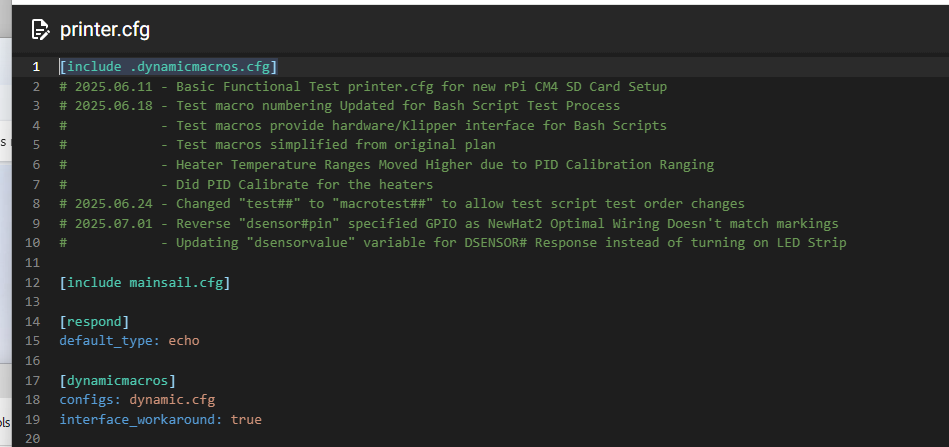 printer.cfg
1 [include .dynamicmacros.cfg]
2 # 2025.06.11 - Basic Functional Test printer.cfg for new rPi CM4 SD Card Setup
3 # 2025.06.18 - Test macro numbering Updated for Bash Script Test Process
4 # - Test macros provide hardware/Klipper interface for Bash Scripts
5 # - Test macros simplified from original plan
6 # - Heater Temperature Ranges Moved Higher due to PID Calibration Ranging
7 # - Did PID Calibrate for the heaters
8 # 2025.06.24 - Changed "test##" to "macrotest##" to allow test script test order changes
9 # 2025.07.01 - Reverse "dsensor#pin" specified GPIO as NewHat2 Optimal Wiring Doesn't match markings
10 # - Updating "dsensorvalue" variable for DSENSOR# Response instead of turning on LED Strip
11
12 [include mainsail.cfg]
13
14 [respond]
15 default_type: echo
16
17 [dynamicmacros]
18 configs: dynamic.cfg
19 interface_workaround: true
20